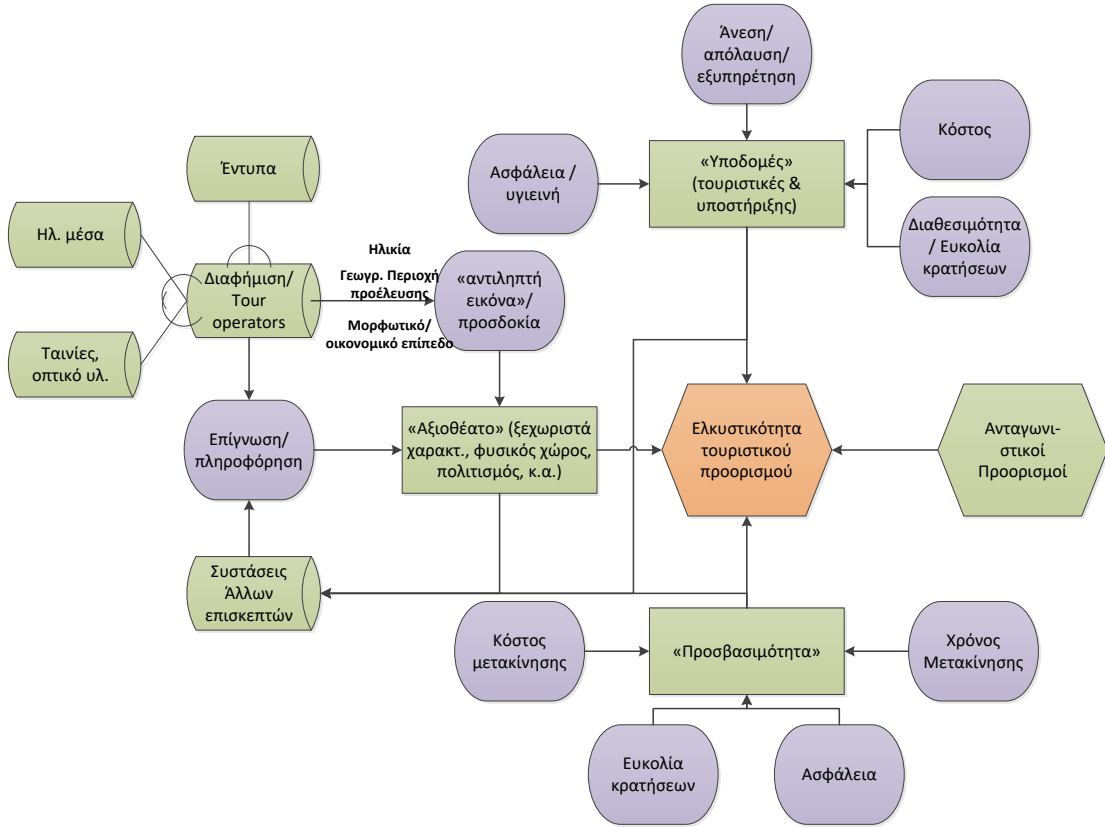 Άνεση/
απόλαυση/
εξυπηρέτηση
Κόστος
Έντυπα
«Υποδομές»
(τουριστικές &
υποστήριξης)
Ασφάλεια /
υγιεινή
Ηλ. μέσα
Διαθεσιμότητα
/ Ευκολία
κρατήσεων
Ηλικία
Γεωγρ. Περιοχή
προέλευσης
Διαφήμιση/
Tour
operators
«αντιληπτή
εικόνα»/
προσδοκία
Μορφωτικό/
οικονομικό επίπεδο
Ταινίες,
οπτικό υλ.
Επίγνωση/
πληροφόρηση
«Αξιοθέατο» (ξεχωριστά
χαρακτ., φυσικός χώρος,
πολιτισμός, κ.α.)
Ελκυστικότητα
τουριστικού
προορισμού
Ανταγωνι-
στικοί
Προορισμοί
Συστάσεις
Άλλων
επισκεπτών
Κόστος
μετακίνησης
«Προσβασιμότητα»
Χρόνος
Μετακίνησης
Ευκολία
κρατήσεων
Ασφάλεια